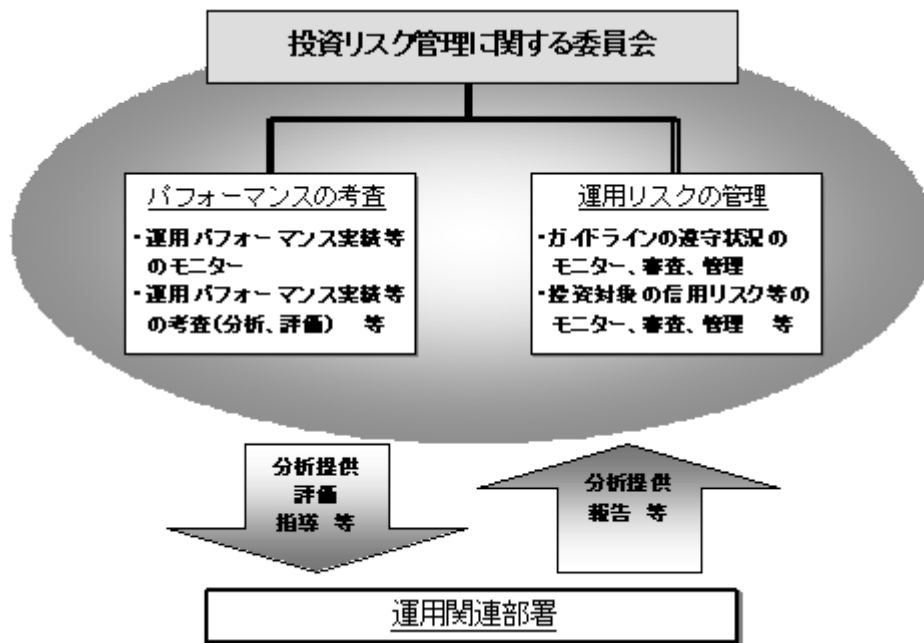 投資リスク管理に関する委員会
パフォーマンスの考査
・運用パフォーマンス実績等
のモニター
・運用パフォーマンス実績等
の考査(分析、評価) 等
運用リスクの管理
・ガイドラインの遵守状況の
モニター、審査、管理
・投資対後の信用リスク等の
モニター、審査、管理 等
分析提供
評価
指導 等
分析提供
報告 等
運用関連部署